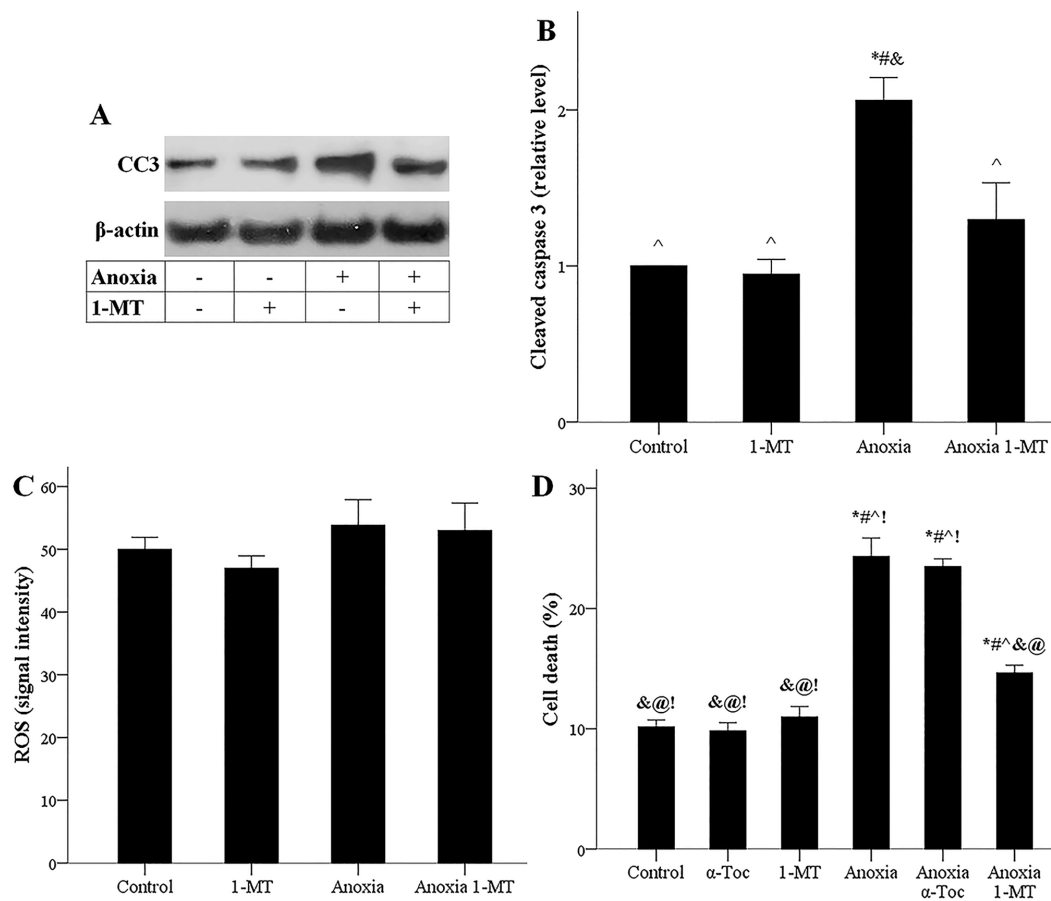 A
CC3
β-actin
Anoxia - - + +
1-MT - + - +
B
Cleaved caspase 3 (relative level)
2
1
0
^
^
*#&
^
Control 1-MT Anoxia Anoxia 1-MT
C
ROS (signal intensity)
60
50
40
30
20
10
0
Control 1-MT Anoxia Anoxia 1-MT
D
Cell death (%)
30
20
10
0
&@!
&@!
&@!
*#^!
*#^!
*#^&@
Control α-Toc 1-MT Anoxia Anoxia Anoxia
α-Toc 1-MT